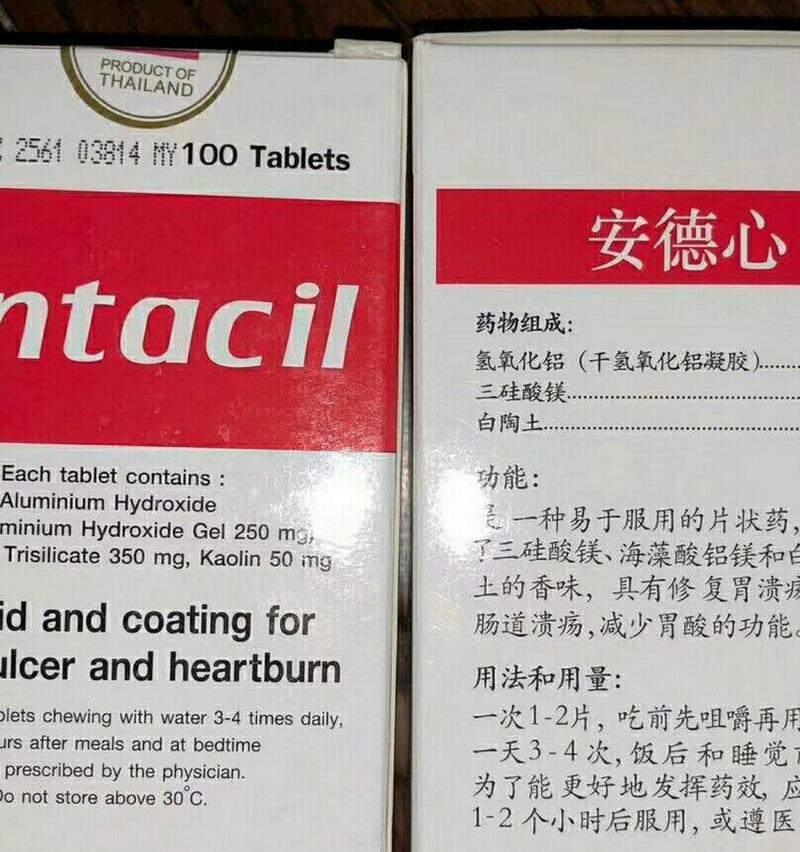 PRODUCT OF
THAILAND
2561 03814 MY 100 Tablets
ntacil
Each tablet contains :
Aluminium Hydroxide
minium Hydroxide Gel 250 mg,
Trisilicate 350 mg, Kaolin 50 mg
id and coating for
ulcer and heartburn
blets chewing with water 3-4 times daily,
urs after meals and at bedtime
prescribed by the physician.
Do not store above 30°C.
安德心
药物组成:
氢氧化铝 (干氢氧化铝凝胶)..........
三硅酸镁..........
白陶土..........
功能:
是一种易于服用的片状药,
了三硅酸镁、海藻酸铝镁和白
土的香味, 具有修复胃溃疡
肠道溃疡,减少胃酸的功能。
用法和用量:
一次1-2片, 吃前先咀嚼再用
一天3-4次, 饭后和睡觉前
为了能更好地发挥药效, 应
1-2个小时后服用, 或遵医